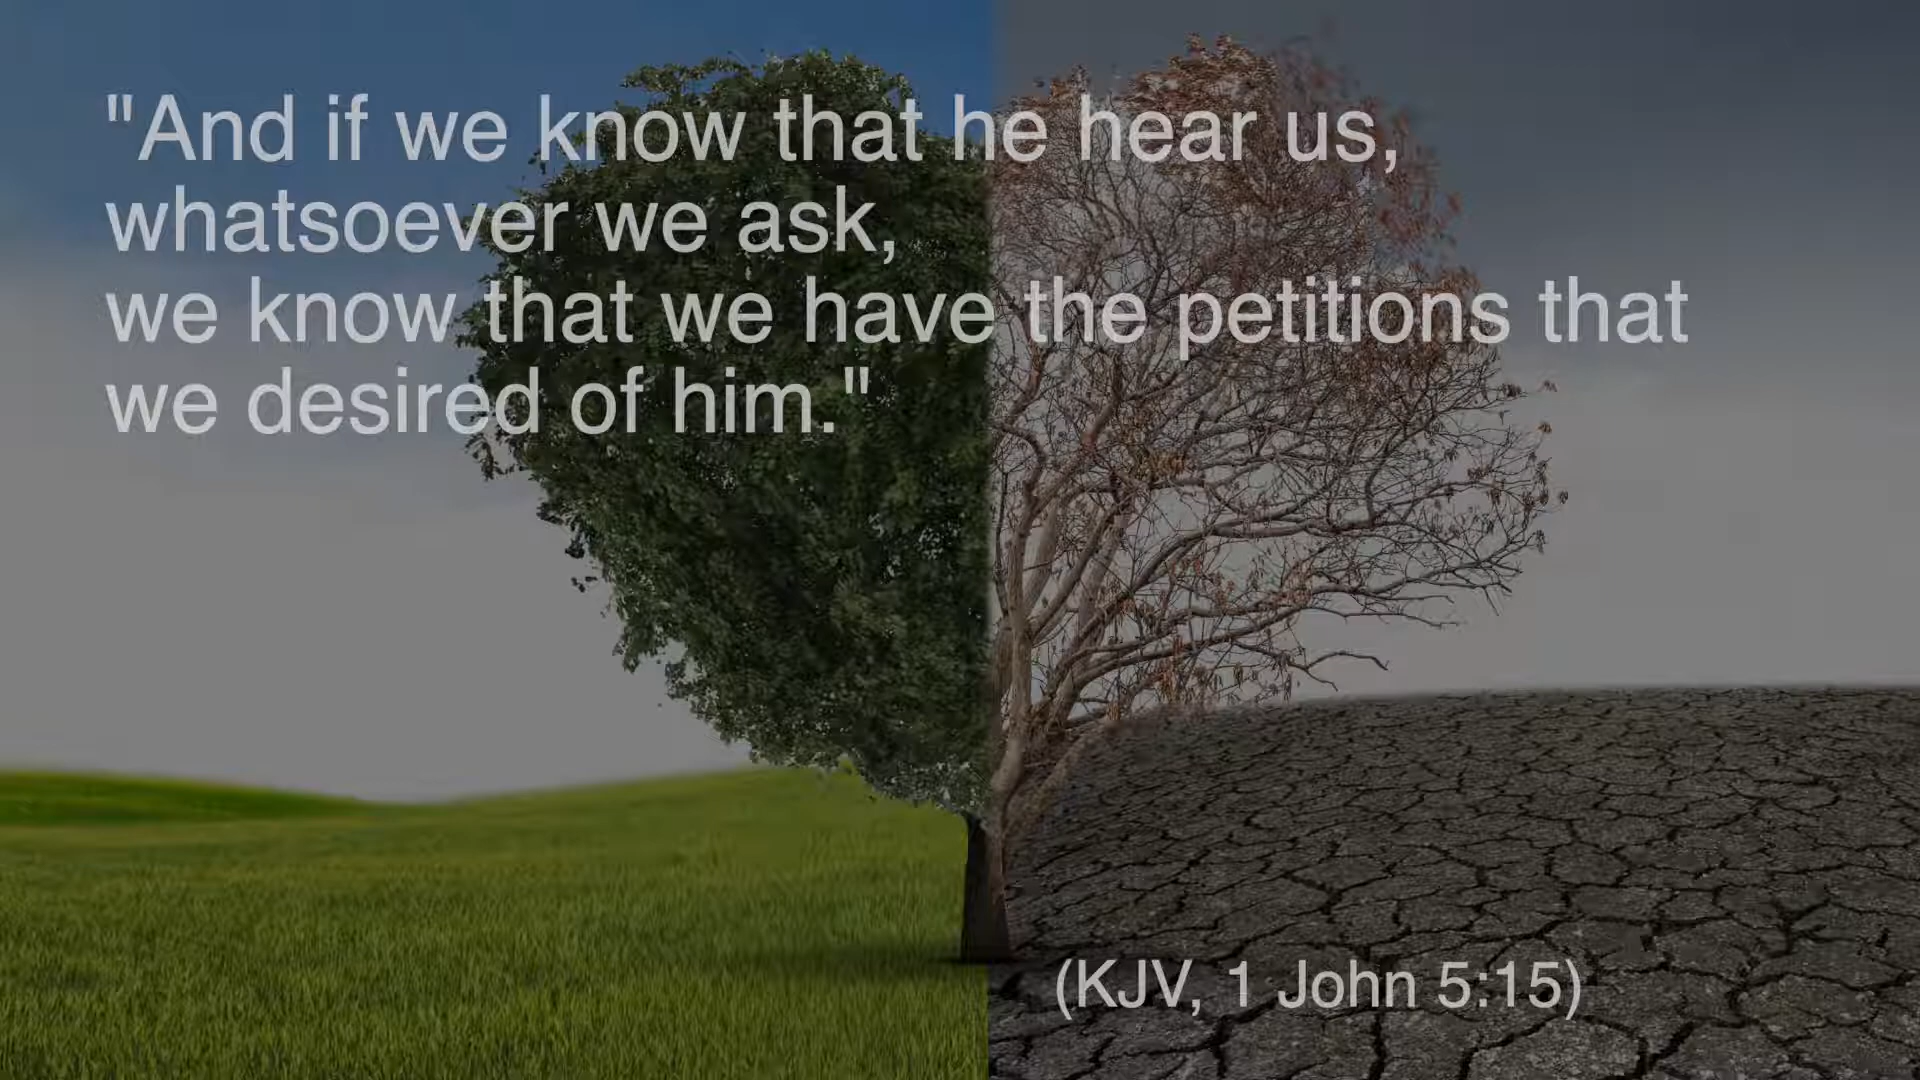 "And if we know that he hear us,
whatsoever we ask,
we know that we have the petitions that
we desired of him."
(KJV, 1 John 5:15)